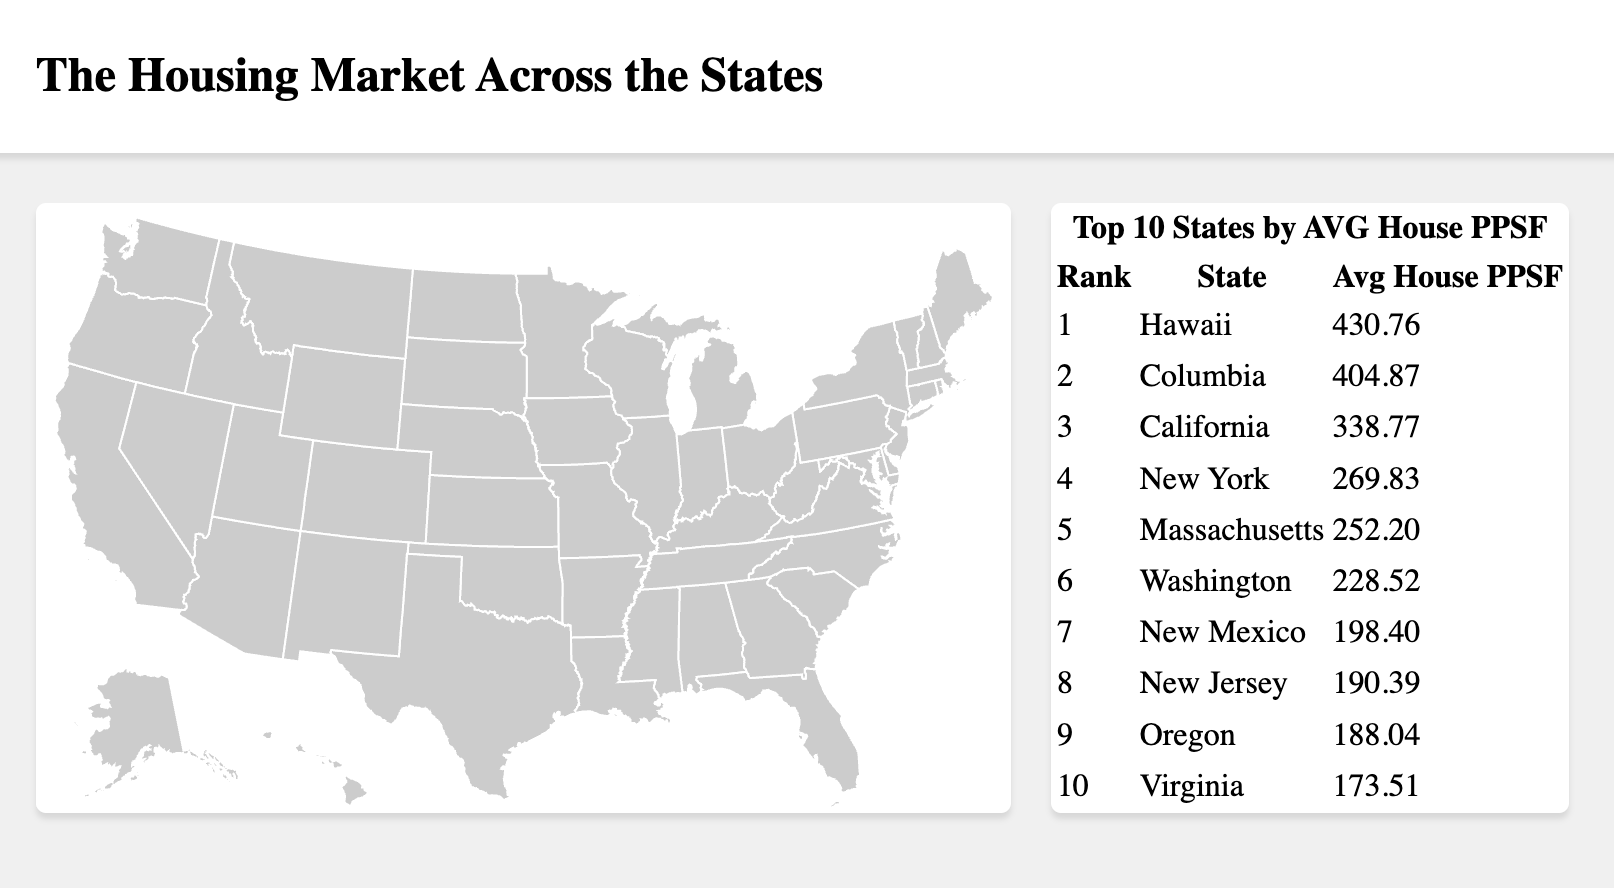 The Housing Market Across the States
Top 10 States by AVG House PPSF
Rank State Avg House PPSF
1 Hawaii 430.76
2 Columbia 404.87
3 California 338.77
4 New York 269.83
5 Massachusetts 252.20
6 Washington 228.52
7 New Mexico 198.40
8 New Jersey 190.39
9 Oregon 188.04
10 Virginia 173.51